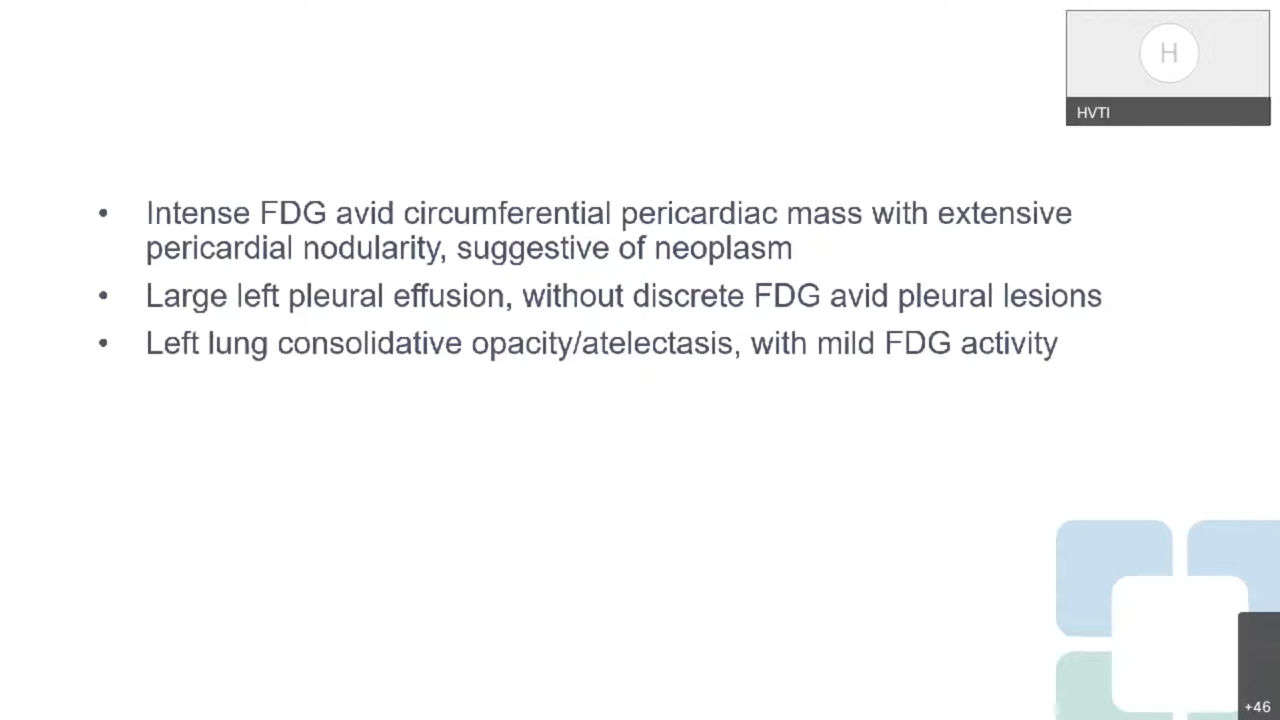 H
HVTI
• Intense FDG avid circumferential pericardiac mass with extensive
pericardial nodularity, suggestive of neoplasm
• Large left pleural effusion, without discrete FDG avid pleural lesions
• Left lung consolidative opacity/atelectasis, with mild FDG activity
+46